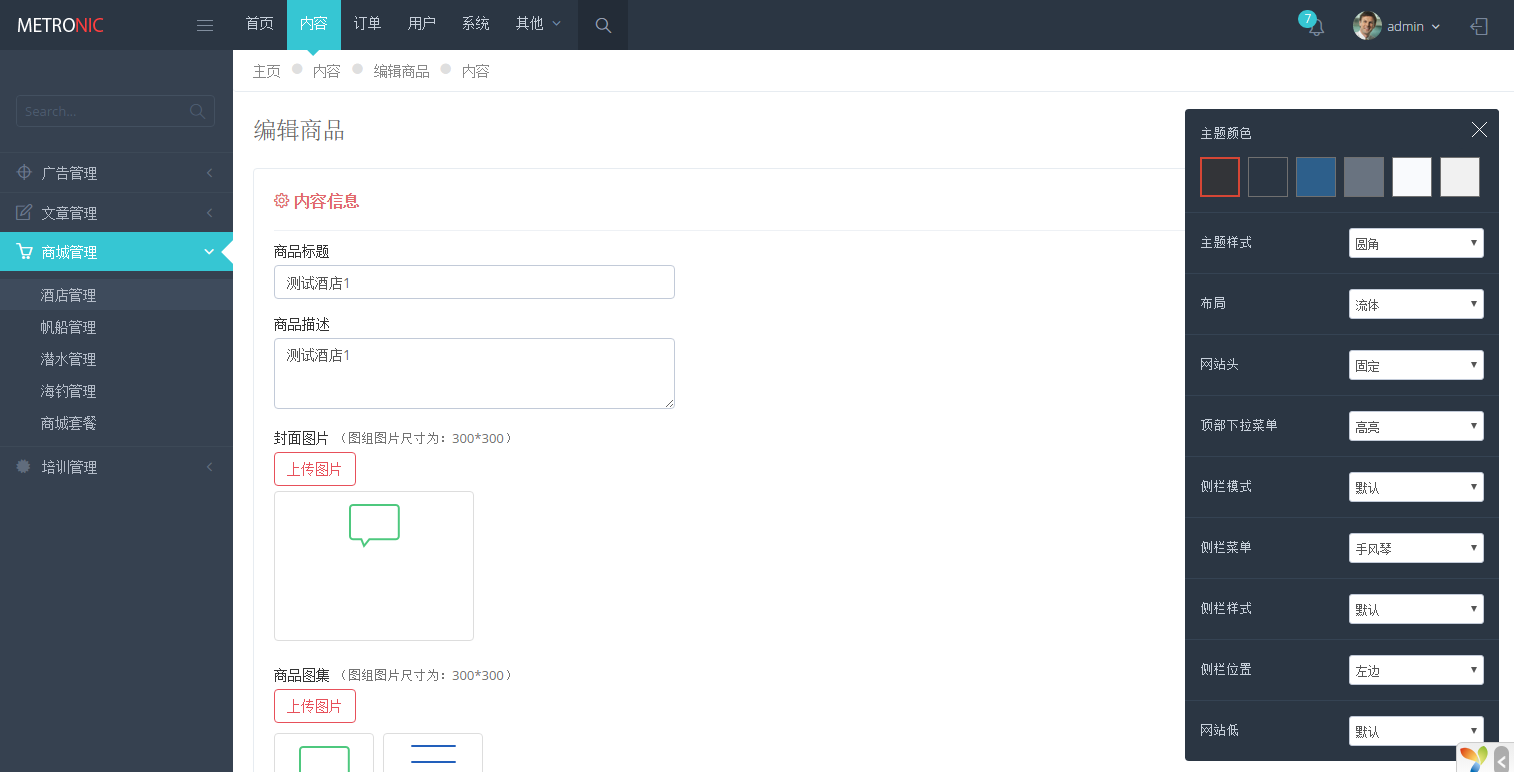 METRONIC
首页 内容 订单 用户 系统 其他
7
admin
Search...
广告管理
文章管理
商城管理
酒店管理
帆船管理
潜水管理
海钓管理
商城套餐
培训管理
主页 内容 编辑商品 内容
编辑商品
内容信息
商品标题
测试酒店1
商品描述
测试酒店1
封面图片 （图组图片尺寸为：300*300）
上传图片
商品图集 （图组图片尺寸为：300*300）
上传图片
主题颜色
主题样式 圆角
布局 流体
网站头 固定
顶部下拉菜单 高亮
侧栏模式 默认
侧栏菜单 手风琴
侧栏样式 默认
侧栏位置 左边
网站低 默认